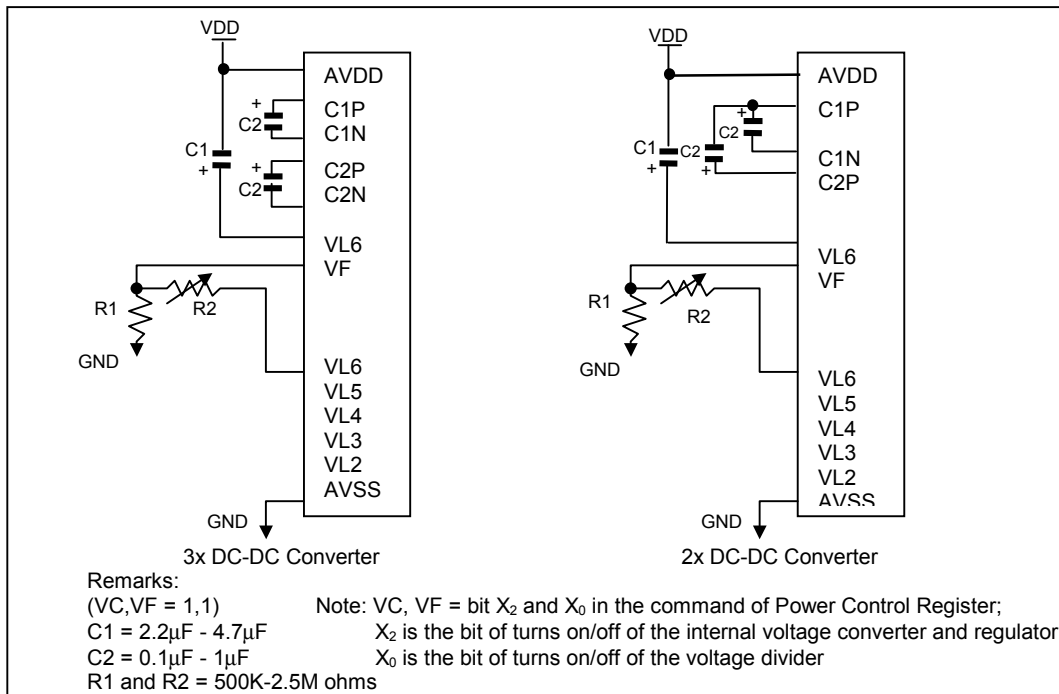 VDD
AVDD
C1P
+
C2
C1N
C1
+
C2P
+
C2
C2N
VL6
VF
R1
R2
GND
VL6
VL5
VL4
VL3
VL2
AVSS
GND
3x DC-DC Converter
VDD
AVDD
C1P
+
C2
C1
+
C2
+
C1N
C2P
VL6
VF
R1
R2
GND
VL6
VL5
VL4
VL3
VL2
AVSS
GND
2x DC-DC Converter
Remarks:
(VC,VF = 1,1) Note: VC, VF = bit X2 and X0 in the command of Power Control Register;
C1 = 2.2μF - 4.7μF X2 is the bit of turns on/off of the internal voltage converter and regulator
C2 = 0.1μF - 1μF X0 is the bit of turns on/off of the voltage divider
R1 and R2 = 500K-2.5M ohms